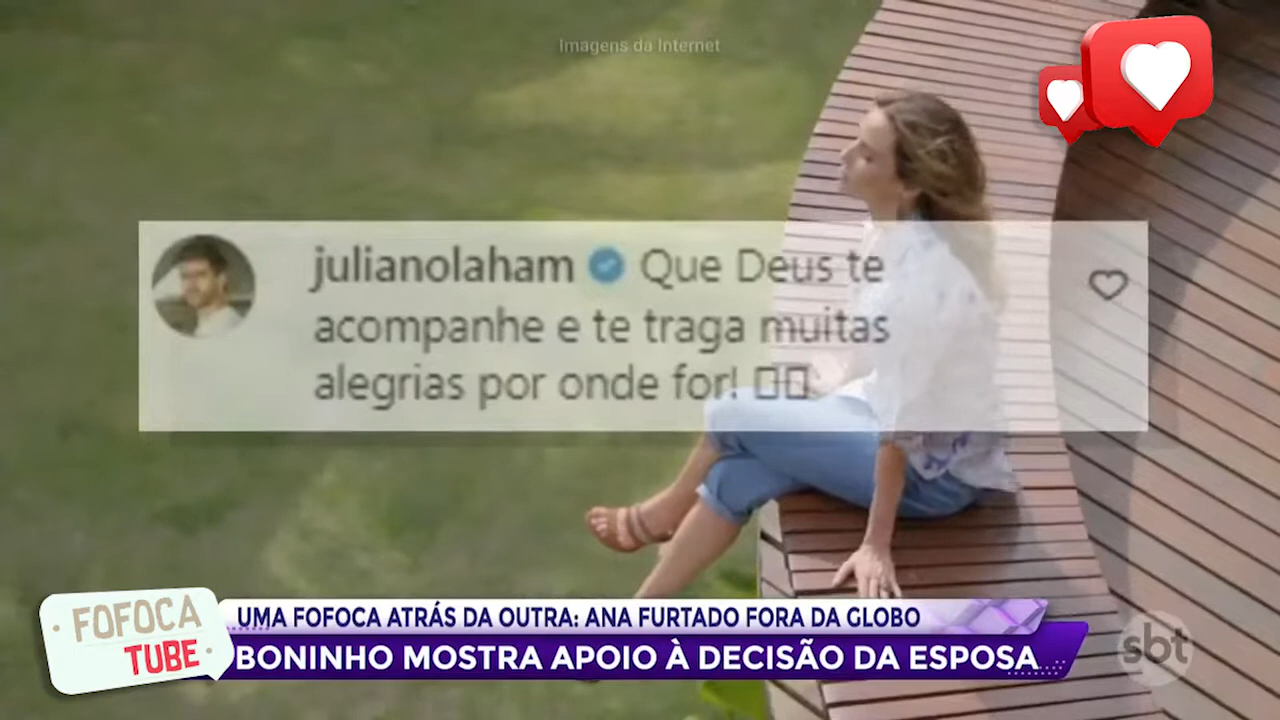 Imagens da Internet
julianolaham Que Deus te
acompanhe e te traga muitas
alegrias por onde for!
FOFOCA
TUBE
UMA FOFOCA ATRÁS DA OUTRA: ANA FURTADO FORA DA GLOBO
BONINHO MOSTRA APOIO À DECISÃO DA ESPOSA
sbt